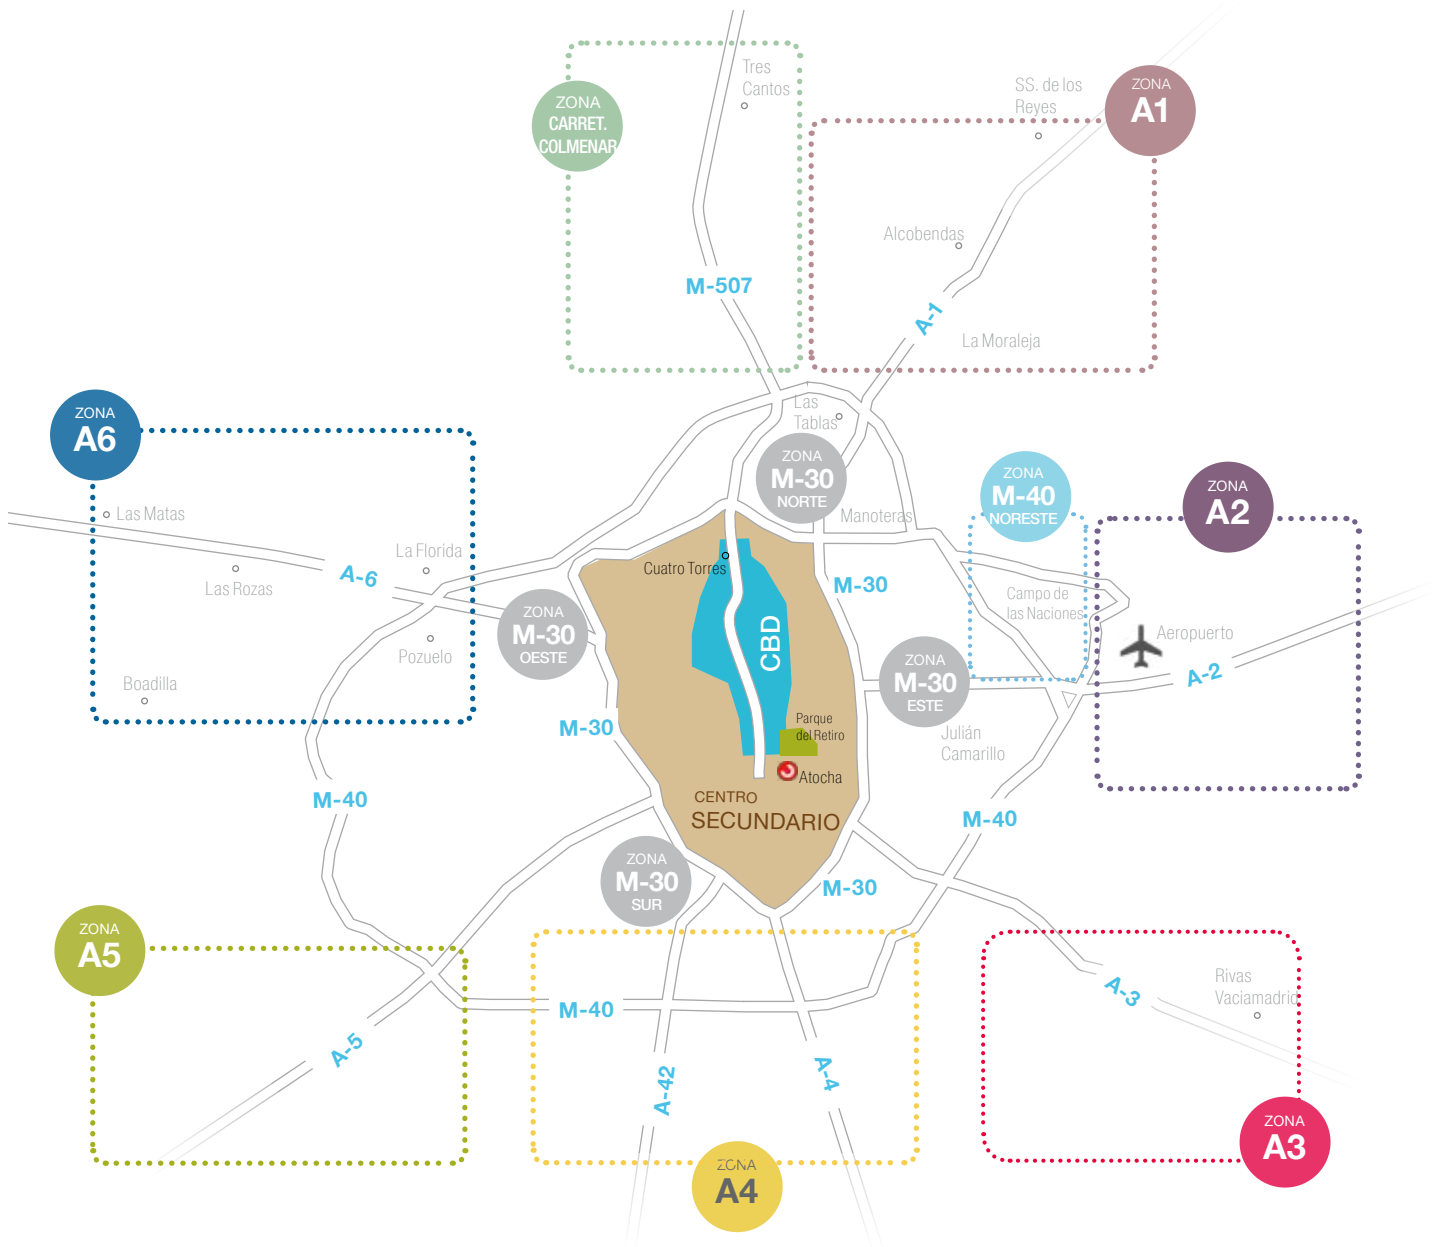 Tres
Cantos
ZONA
CARRET.
COLMENAR
SS. de los
Reyes
ZONA
A1
Alcobendas
M-507
A-1
La Moraleja
ZONA
A6
Las
Tablas
ZONA
M-30
NORTE
ZONA
M-40
NORESTE
ZONA
A2
Las Matas
Manoteras
La Florida
Cuatro Torres
A-6
Las Rozas
M-30
Campo de
las Naciones
ZONA
M-30
OESTE
CBD
Aeropuerto
Pozuelo
ZONA
M-30
ESTE
A-2
Boadilla
M-30
Parque
del Retiro
Julián
Camarillo
Atocha
M-40
CENTRO
SECUNDARIO
M-40
ZONA
M-30
SUR
M-30
ZONA
A5
Rivas
Vaciamadrid
A-3
M-40
A-5
A-42
A-4
ZONA
A3
ZONA
A4